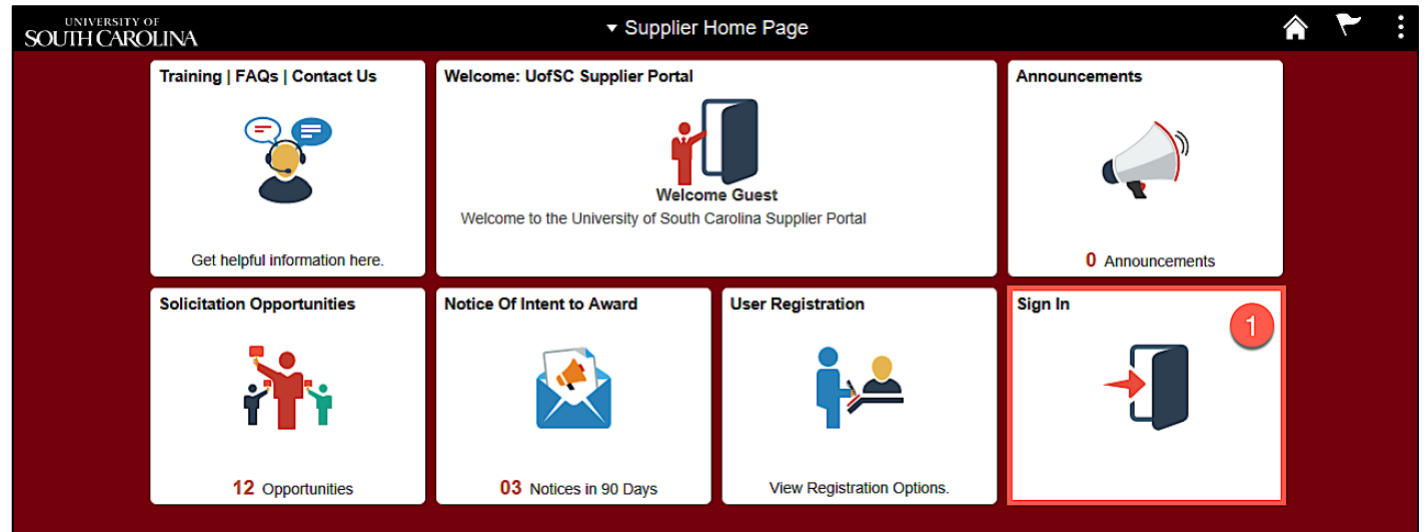 UNIVERSITY OF
SOUTH CAROLINA
Supplier Home Page
Training | FAQs | Contact Us
Get helpful information here.
Welcome: UofSC Supplier Portal
Welcome Guest
Welcome to the University of South Carolina Supplier Portal
Announcements
0 Announcements
Solicitation Opportunities
12 Opportunities
Notice Of Intent to Award
03 Notices in 90 Days
User Registration
View Registration Options.
Sign In
1